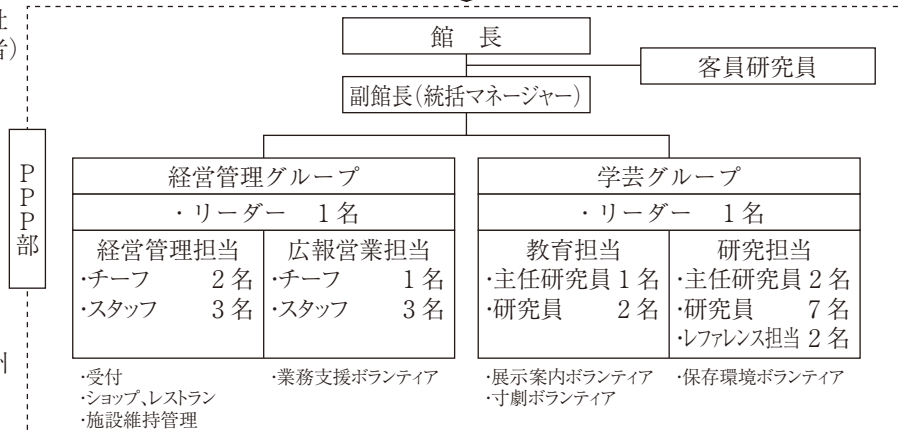 社
者)
館 長
客員研究員
副館長(統括マネージャー)
PPP部
経営管理グループ
・リーダー 1名
経営管理担当
・チーフ 2名
・スタッフ 3名
広報営業担当
・チーフ 1名
・スタッフ 3名
・受付
・ショップ、レストラン
・施設維持管理
・業務支援ボランティア
学芸グループ
・リーダー 1名
教育担当
・主任研究員 1名
・研究員 2名
研究担当
・主任研究員 2名
・研究員 7名
・レファレンス担当 2名
・展示案内ボランティア
・寸劇ボランティア
・保存環境ボランティア